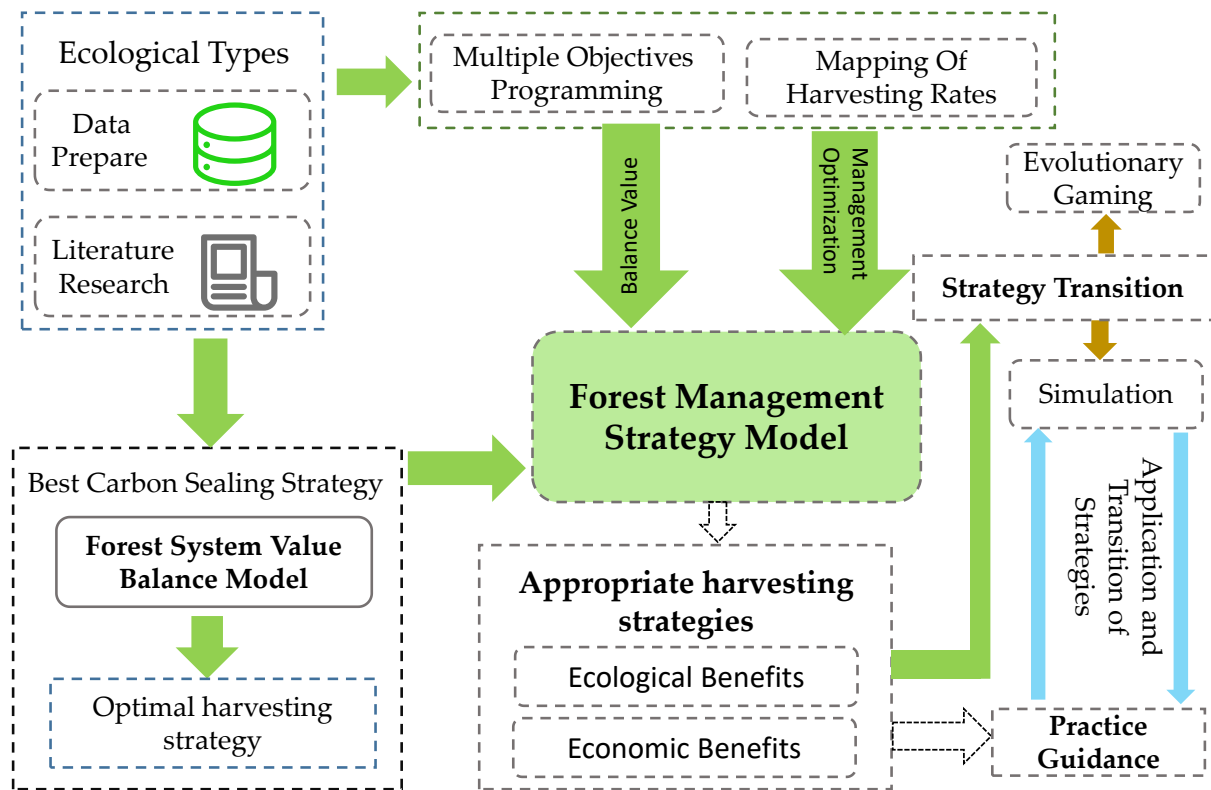 Ecological Types
Data
Prepare
Literature
Research
Multiple Objectives
Programming
Mapping Of
Harvesting Rates
Balance Value
Management
Optimization
Evolutionary
Gaming
Strategy Transition
Simulation
Forest Management
Strategy Model
Best Carbon Sealing Strategy
Forest System Value
Balance Model
Optimal harvesting
strategy
Appropriate harvesting
strategies
Ecological Benefits
Economic Benefits
Application and
Transition of
Strategies
Practice
Guidance